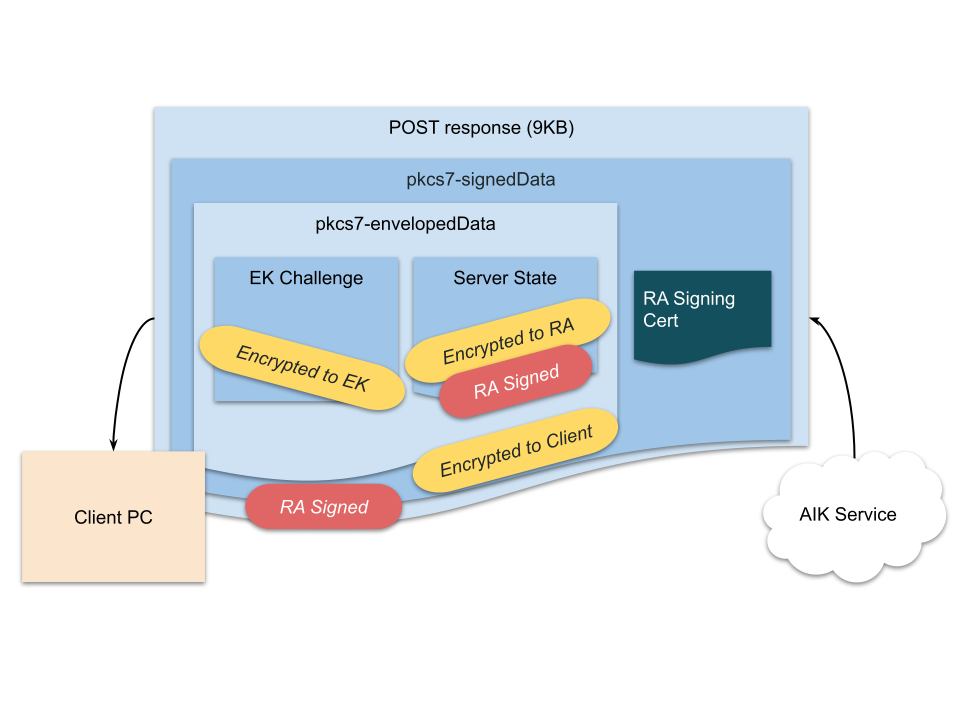 POST response (9KB)
pkcs7-signedData
pkcs7-envelopedData
EK Challenge
Server State
RA Signing
Cert
Encrypted to EK
Encrypted to RA
RA Signed
Encrypted to Client
RA Signed
Client PC
AIK Service